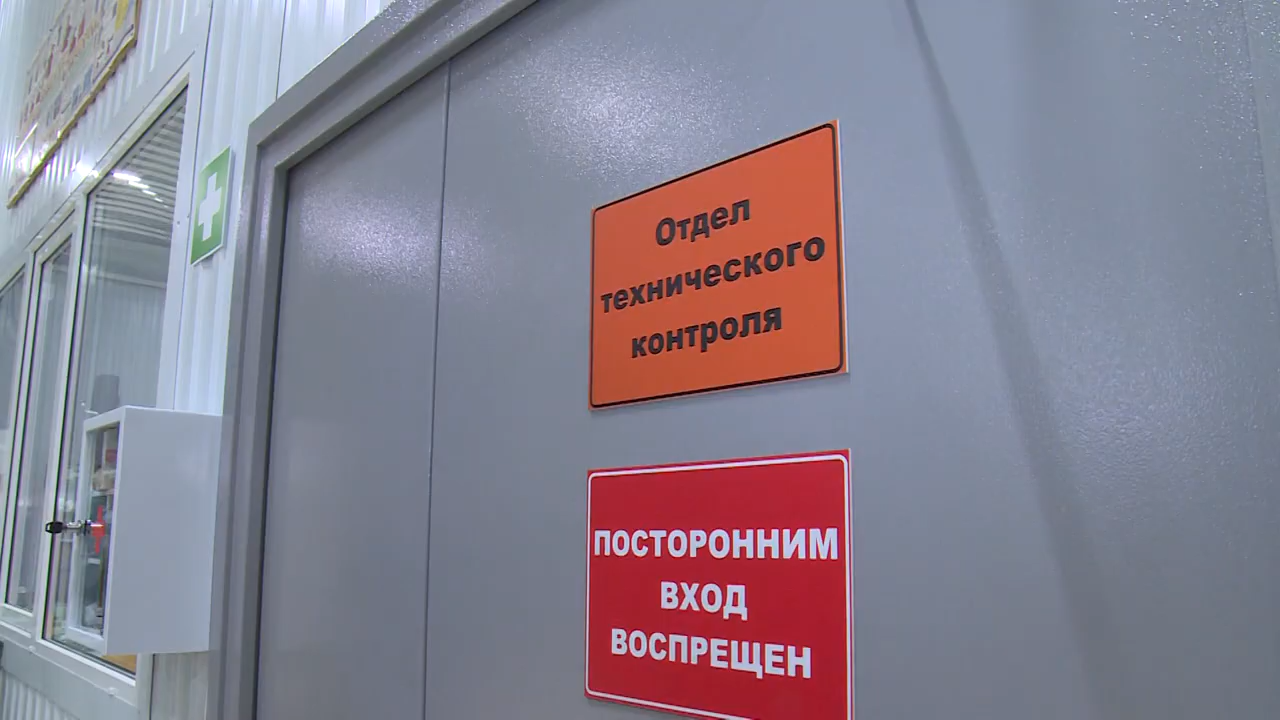 Отдел
технического
контроля
ПОСТОРОННИМ
ВХОД
ВОСПРЕЩЕН